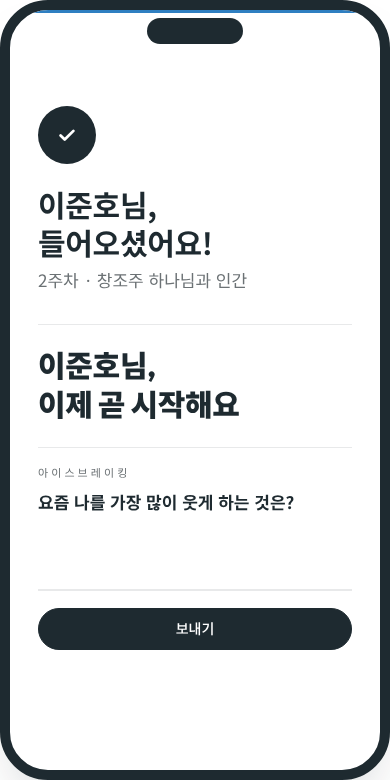 이준호님,
들어오셨어요!
2주차 · 창조주 하나님과 인간
이준호님,
이제 곧 시작해요
아이스브레이킹
요즘 나를 가장 많이 웃게 하는 것은?
보내기